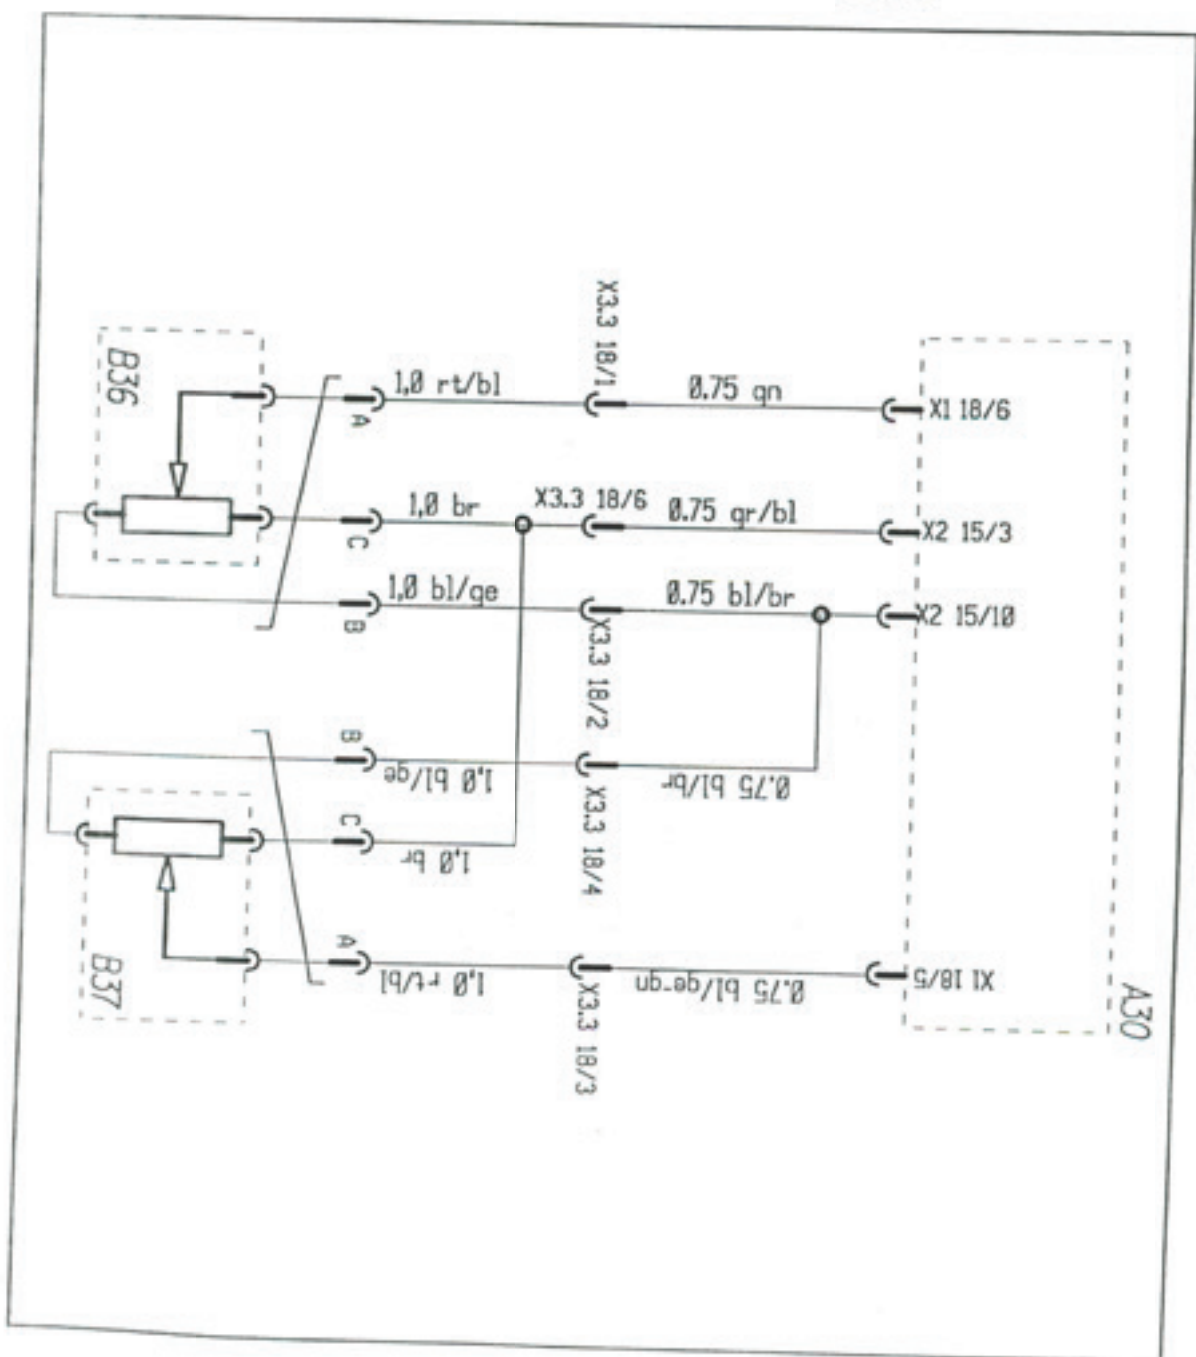 B36
A
1,0 rt/bl
X3.3 18/1
0.75 gn
X1 18/6
C
1,0 br
X3.3 18/6
0.75 gr/bl
X2 15/3
B
1,0 bl/ge
X3.3 18/2
0.75 bl/br
X2 15/10
B
1,0 bl/ge
X3.3 18/4
0.75 bl/br
C
1,0 br
B37
A
1,0 rt/bl
X3.3 18/3
0.75 bl/ge-gn
X1 18/5
A30